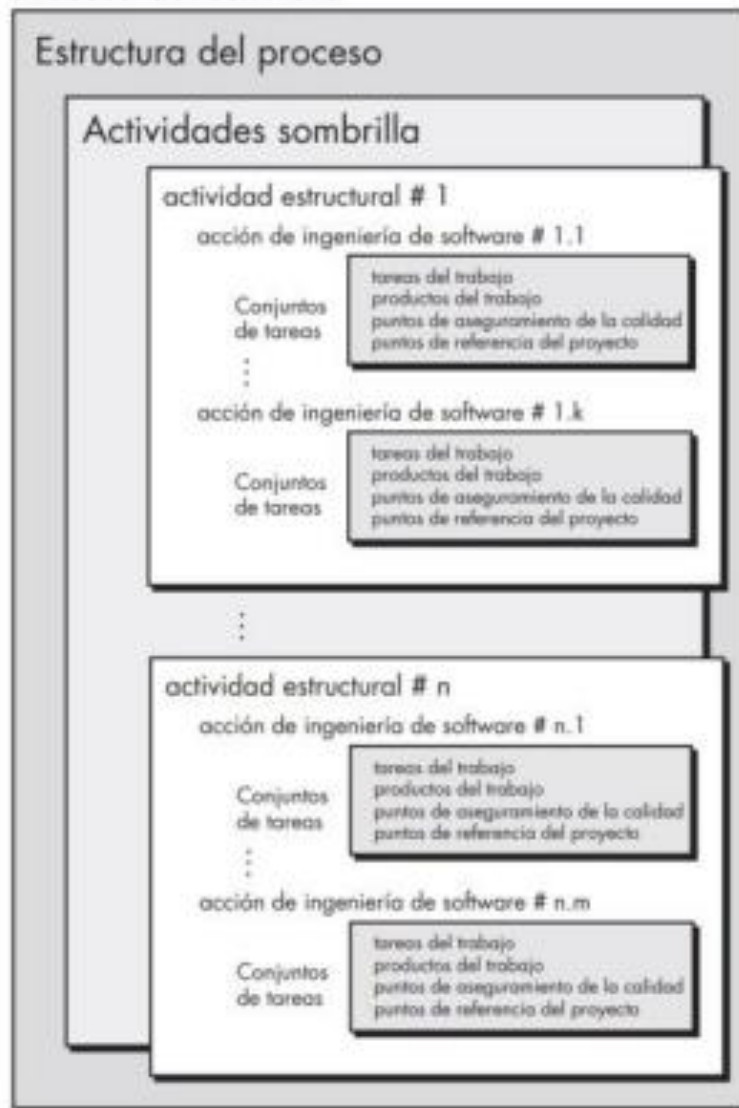 Estructura del proceso
Actividades sombrilla
actividad estructural # 1
acción de ingeniería de software # 1.1
Conjuntos
de tareas
tareas del trabajo
productos del trabajo
puntos de aseguramiento de la calidad
puntos de referencia del proyecto
acción de ingeniería de software # 1.k
Conjuntos
de tareas
tareas del trabajo
productos del trabajo
puntos de aseguramiento de la calidad
puntos de referencia del proyecto
actividad estructural # n
acción de ingeniería de software # n.1
Conjuntos
de tareas
tareas del trabajo
productos del trabajo
puntos de aseguramiento de la calidad
puntos de referencia del proyecto
acción de ingeniería de software # n.m
Conjuntos
de tareas
tareas del trabajo
productos del trabajo
puntos de aseguramiento de la calidad
puntos de referencia del proyecto